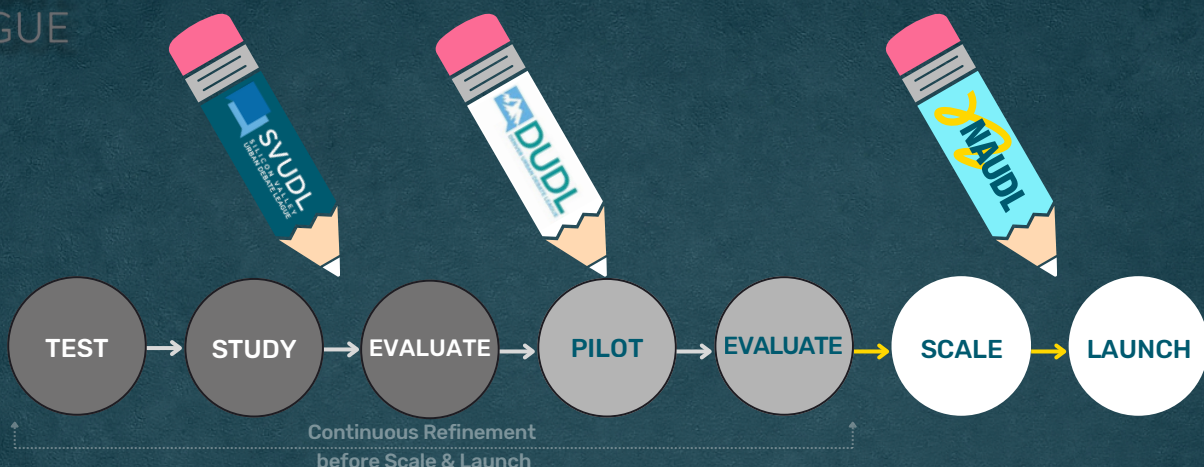 GUE
SVUDL
SILICON VALLEY
URBAN DEBATE LEAGUE
DUDL
NAUDL
TEST
STUDY
EVALUATE
PILOT
EVALUATE
SCALE
LAUNCH
Continuous Refinement
before Scale & Launch